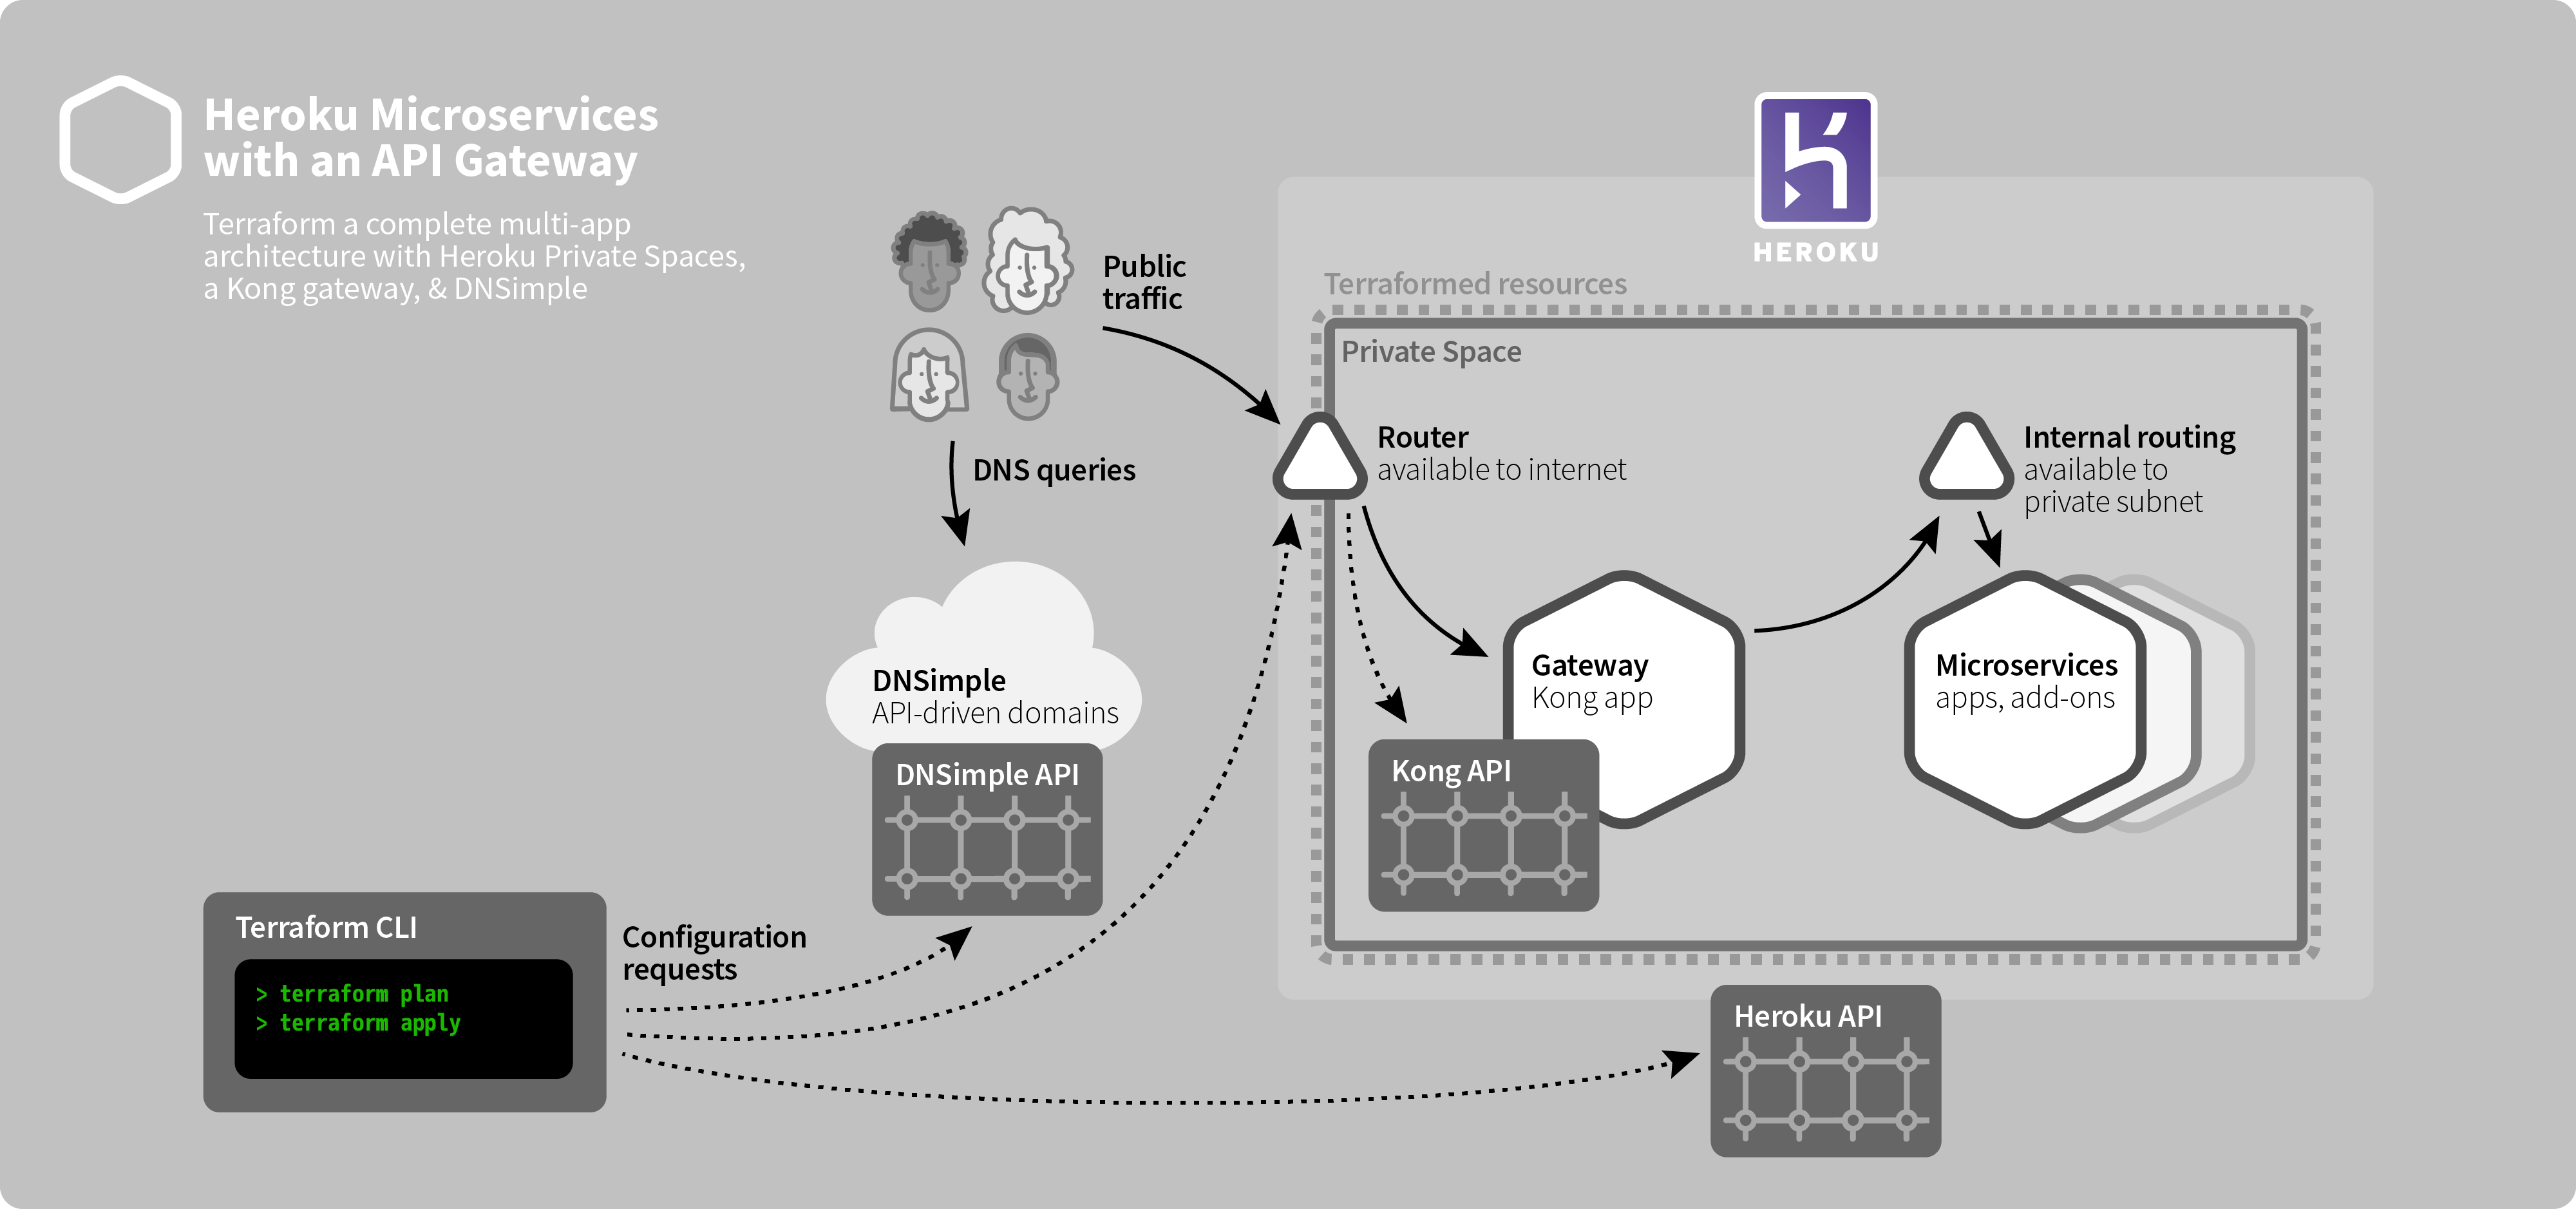 Heroku Microservices
with an API Gateway
Terraform a complete multi-app
architecture with Heroku Private Spaces,
a Kong gateway, & DNSimple
HEROKU
Public
traffic
DNS queries
Terraformed resources
Private Space
Router
available to internet
Internal routing
available to
private subnet
DNSimple
API-driven domains
DNSimple API
Gateway
Kong app
Kong API
Microservices
apps, add-ons
Terraform CLI
> terraform plan
> terraform apply
Configuration
requests
Heroku API